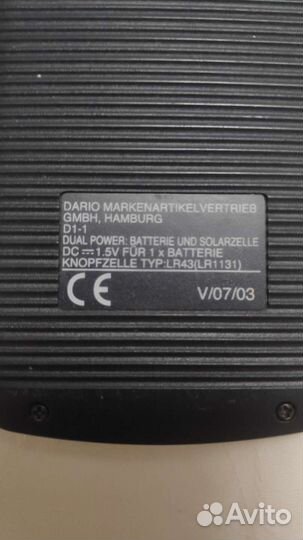 DARIO MARKENARTIKELVERTRIEB
GMBH, HAMBURG
D1-1
DUAL POWER: BATTERIE UND SOLARZELLE
DC ⎓ 1.5V FÜR 1 x BATTERIE
KNOPFZELLE TYP:LR43(LR1131)
CE V/07/03
Avito